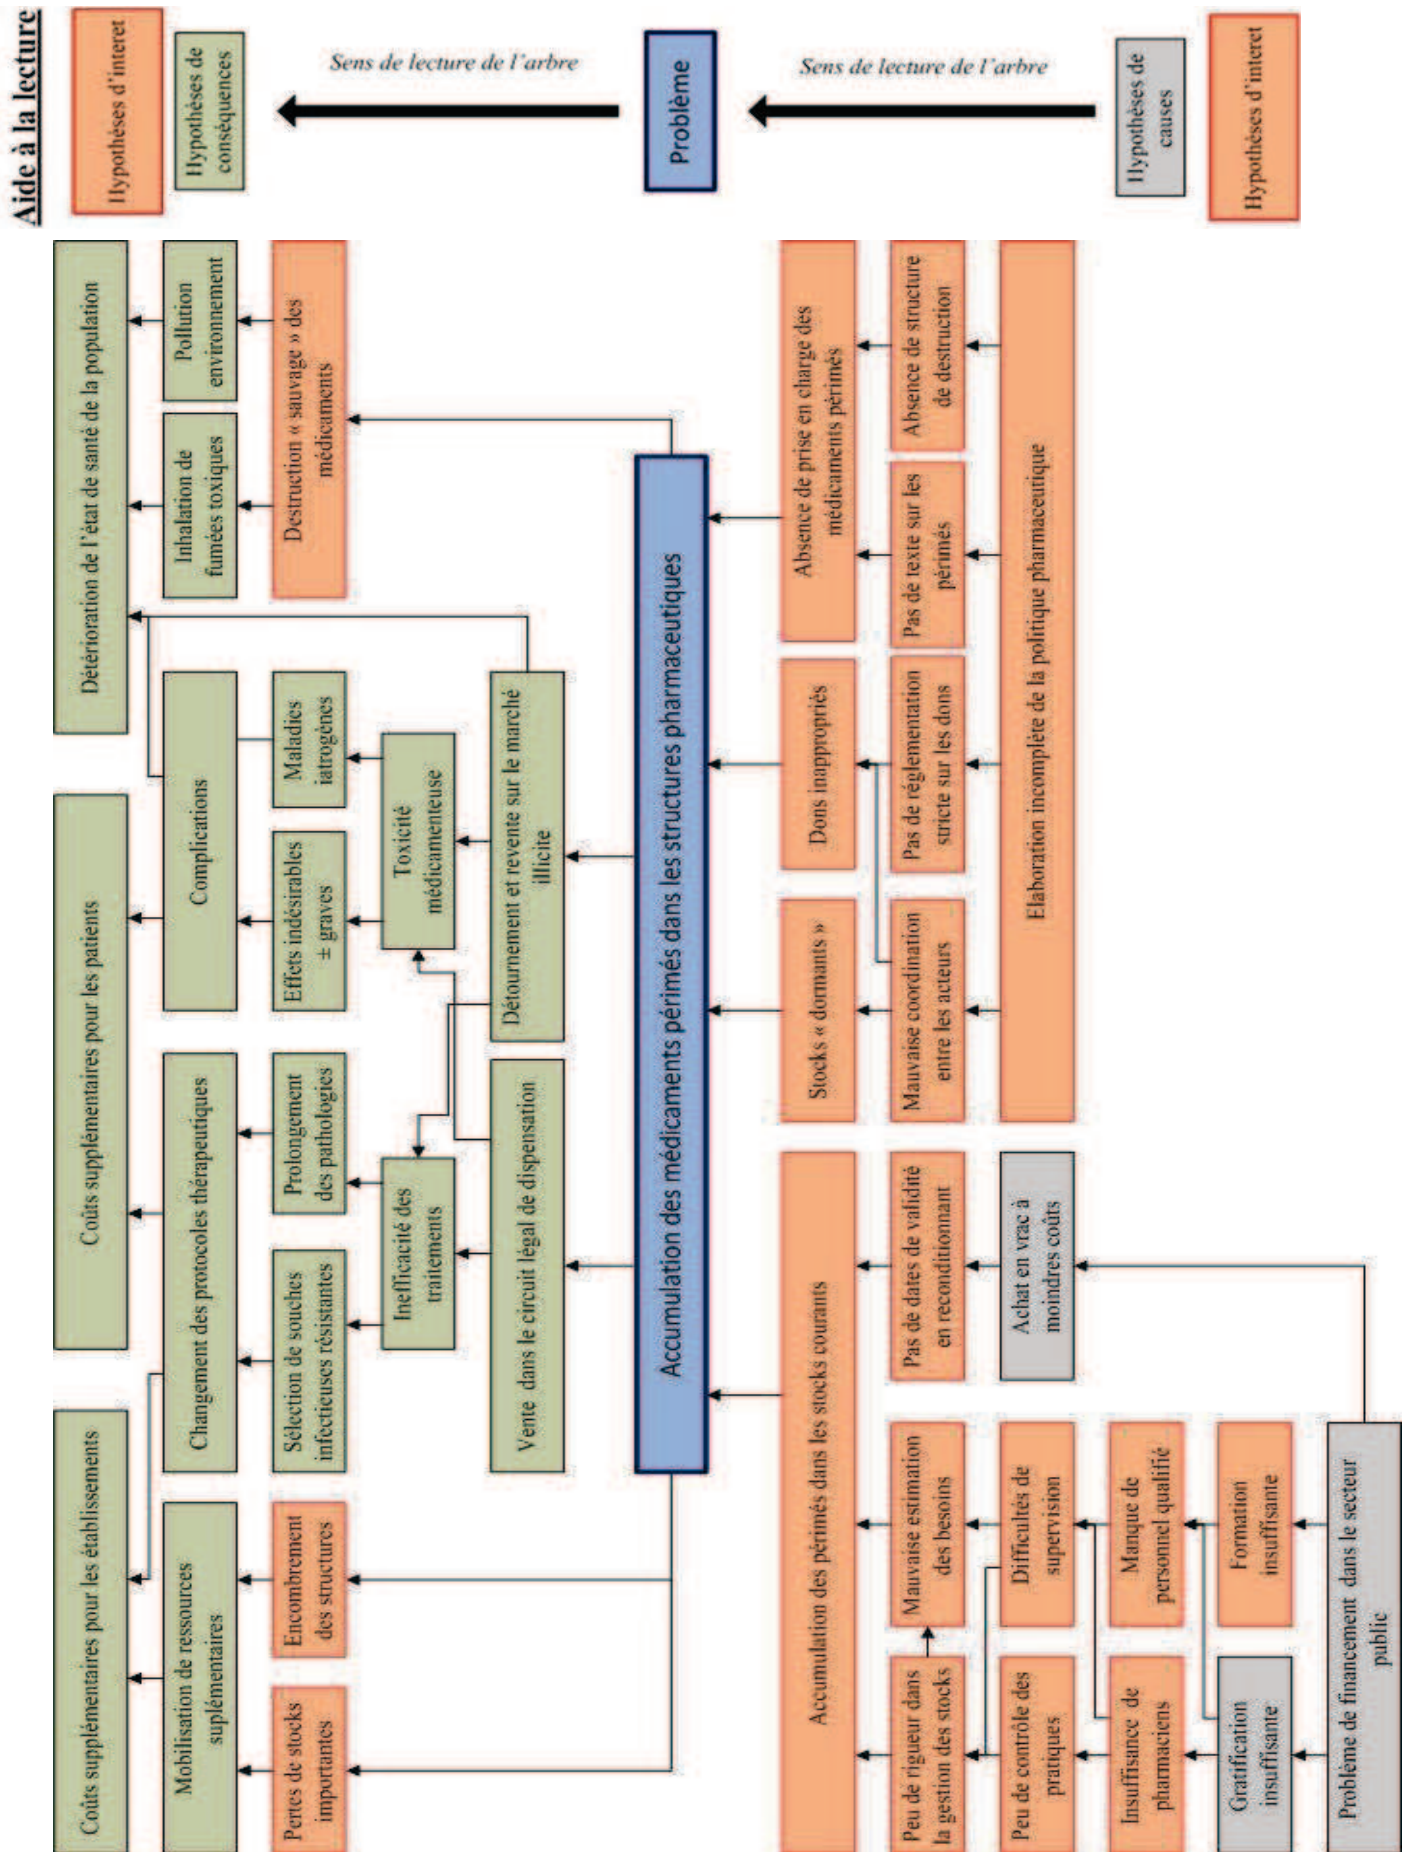 Aide à la lecture
Hypothèses d'interet
Hypothèses de
conséquences
Sens de lecture de l'arbre
Problème
Sens de lecture de l'arbre
Hypothèses de
causes
Hypothèses d'interet
Coûts supplémentaires pour les établissements
Coûts supplémentaires pour les patients
Détérioration de l'état de santé de la population
Mobilisation de ressources
suplémentaires
Changement des protocoles thérapeutiques
Complications
Inhalation de
fumées toxiques
Pollution
environnement
Pertes de stocks
importantes
Encombrement
des structures
Sélection de souches
infectieuses résistantes
Prolongement
des pathologies
Effets indésirables
± graves
Maladies
iatrogènes
Destruction « sauvage » des
médicaments
Inefficacité des
traitements
Toxicité
médicamenteuse
Vente dans le circuit légal de dispensation
Détournement et revente sur le marché
illicite
Accumulation des médicaments périmés dans les structures pharmaceutiques
Accumulation des périmés dans les stocks courants
Stocks « dormants »
Dons inappropriés
Absence de prise en charge des
médicaments périmés
Peu de rigueur dans
la gestion des stocks
Mauvaise estimation
des besoins
Pas de dates de validité
en reconditionnant
Mauvaise coordination
entre les acteurs
Pas de réglementation
stricte sur les dons
Pas de texte sur les
périmés
Absence de structure
de destruction
Peu de contrôle des
pratiques
Difficultés de
supervision
Achat en vrac à
moindres coûts
Elaboration incomplète de la politique pharmaceutique
Insuffisance de
pharmaciens
Manque de
personnel qualifié
Gratification
insuffisante
Formation
insuffisante
Problème de financement dans le secteur
public